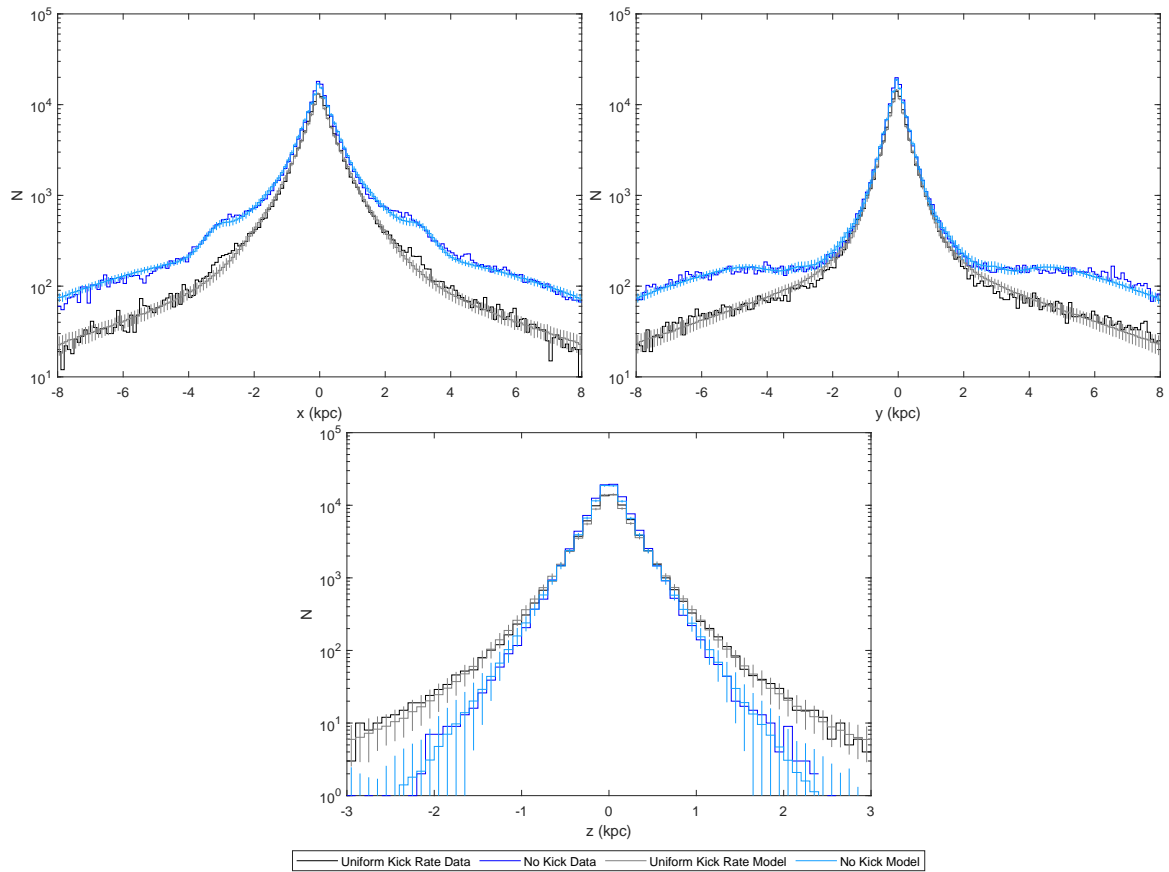 10^5
10^4
10^3
10^2
10^1
N
-8 -6 -4 -2 0 2 4 6 8
x (kpc)
10^5
10^4
10^3
10^2
10^1
N
-8 -6 -4 -2 0 2 4 6 8
y (kpc)
10^5
10^4
10^3
10^2
10^1
10^0
N
-3 -2 -1 0 1 2 3
z (kpc)
Uniform Kick Rate Data No Kick Data Uniform Kick Rate Model No Kick Model